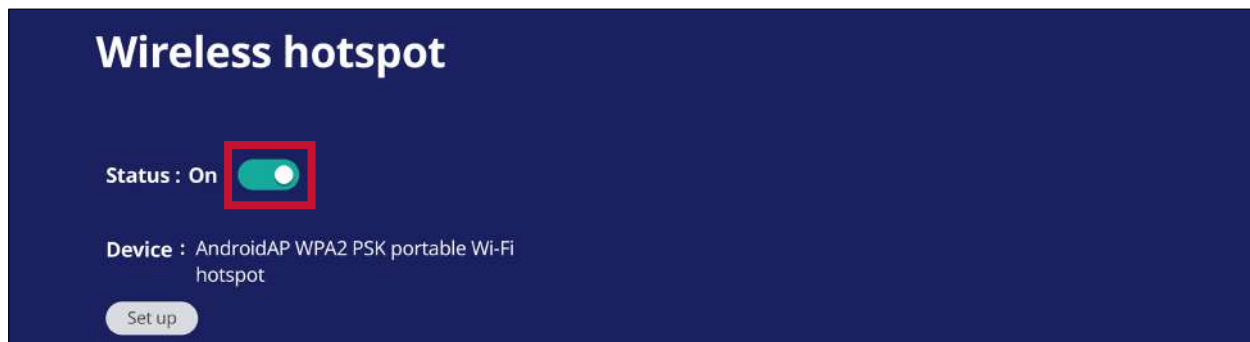 Wireless hotspot
Status : On
Device : AndroidAP WPA2 PSK portable Wi-Fi
hotspot
Set up